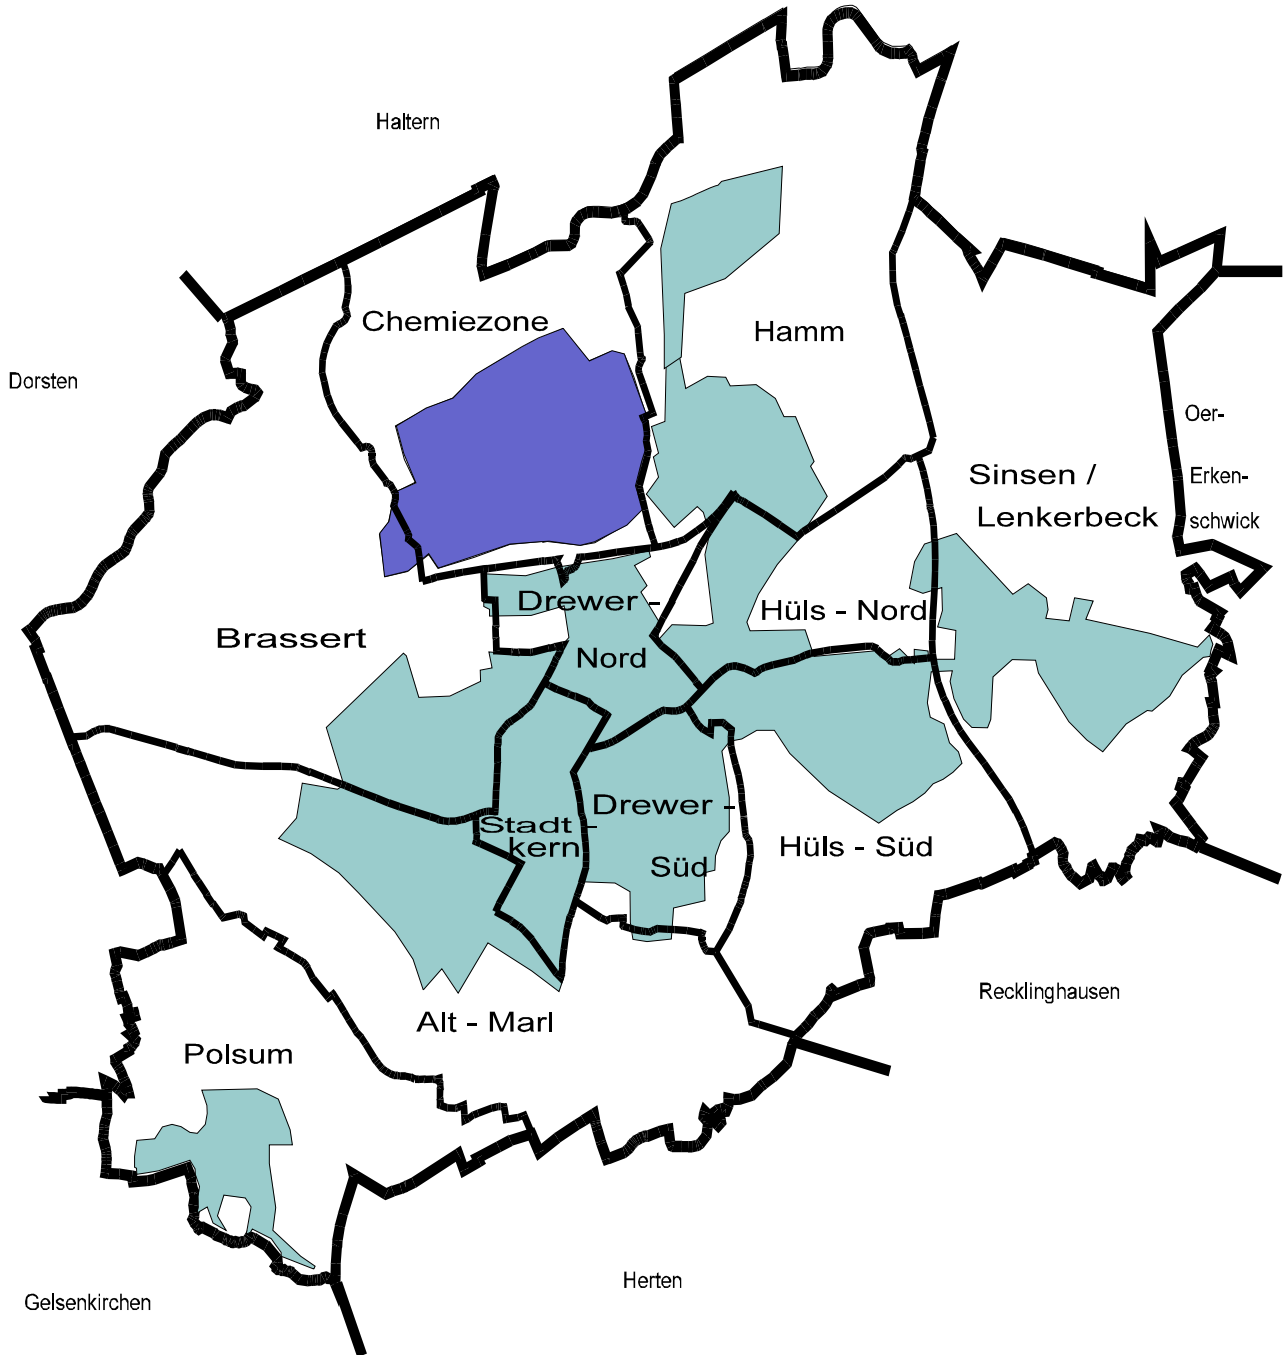 Haltern
Chemiezone
Hamm
Dorsten
Oer-
Erken-
schwick
Sinsen /
Lenkerbeck
Drewer -
Nord
Hüls - Nord
Brassert
Drewer -
Süd
Stadt -
kern
Hüls - Süd
Recklinghausen
Alt - Marl
Polsum
Herten
Gelsenkirchen